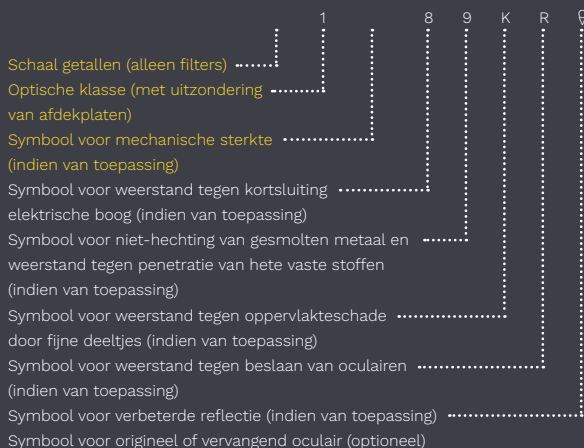 1 8 9 K R
Schaal getallen (alleen filters)
Optische klasse (met uitzondering
van afdekplaten)
Symbool voor mechanische sterkte
(indien van toepassing)
Symbool voor weerstand tegen kortsluiting
elektrische boog (indien van toepassing)
Symbool voor niet-hechting van gesmolten metaal en
weerstand tegen penetratie van hete vaste stoffen
(indien van toepassing)
Symbool voor weerstand tegen oppervlakteschade
door fijne deeltjes (indien van toepassing)
Symbool voor weerstand tegen beslaan van oculairen
(indien van toepassing)
Symbool voor verbeterde reflectie (indien van toepassing)
Symbool voor origineel of vervangend oculair (optioneel)